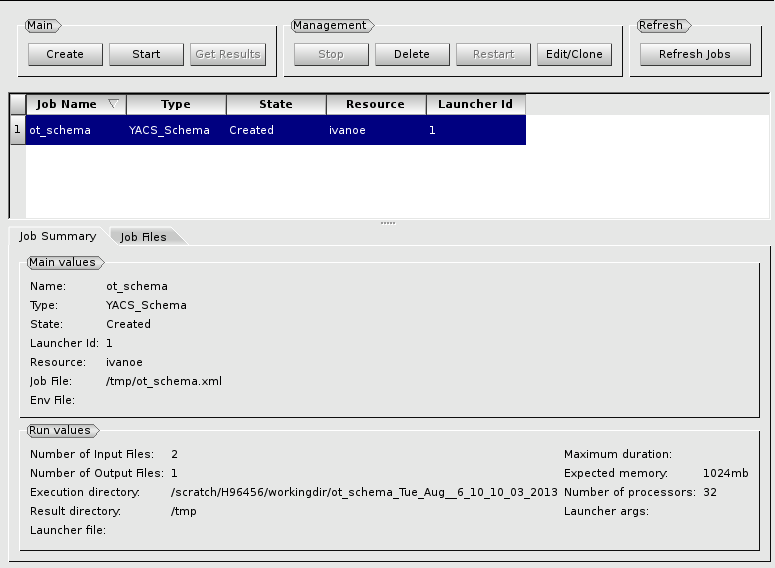 Main Management Refresh
Create Start Get Results Stop Delete Restart Edit/Clone Refresh Jobs
Job Name Type State Resource Launcher Id
1 ot_schema YACS_Schema Created ivanoe 1
Job Summary Job Files
Main values
Name: ot_schema
Type: YACS_Schema
State: Created
Launcher Id: 1
Resource: ivanoe
Job File: /tmp/ot_schema.xml
Env File:
Run values
Number of Input Files: 2 Maximum duration:
Number of Output Files: 1 Expected memory: 1024mb
Execution directory: /scratch/H96456/workingdir/ot_schema_Tue_Aug__6_10_10_03_2013 Number of processors: 32
Result directory: /tmp Launcher args:
Launcher file: